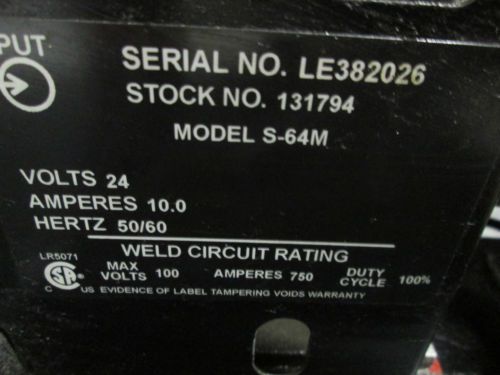 PUT
SERIAL NO. LE382026
STOCK NO. 131794
MODEL S-64M
VOLTS 24
AMPERES 10.0
HERTZ 50/60
WELD CIRCUIT RATING
LR5071
MAX VOLTS 100 AMPERES 750 DUTY CYCLE 100%
C US EVIDENCE OF LABEL TAMPERING VOIDS WARRANTY